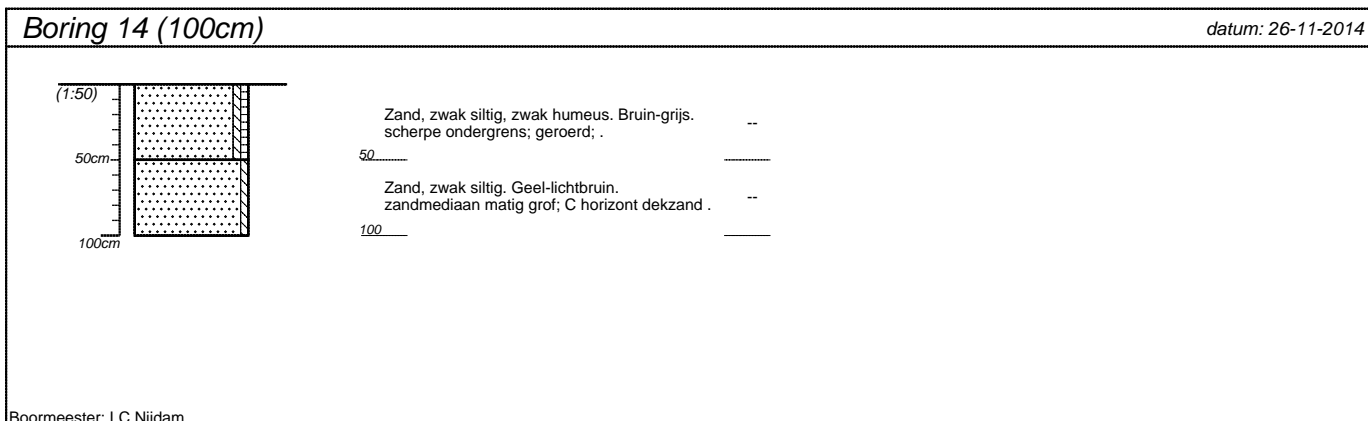 Boring 14 (100cm)
datum: 26-11-2014
(1:50)
Zand, zwak siltig, zwak humeus. Bruin-grijs.
scherpe ondergrens; geroerd; .
--
50cm
50
Zand, zwak siltig. Geel-lichtbruin.
zandmediaan matig grof; C horizont dekzand .
--
100cm
100
Boormeester: LC Nijdam